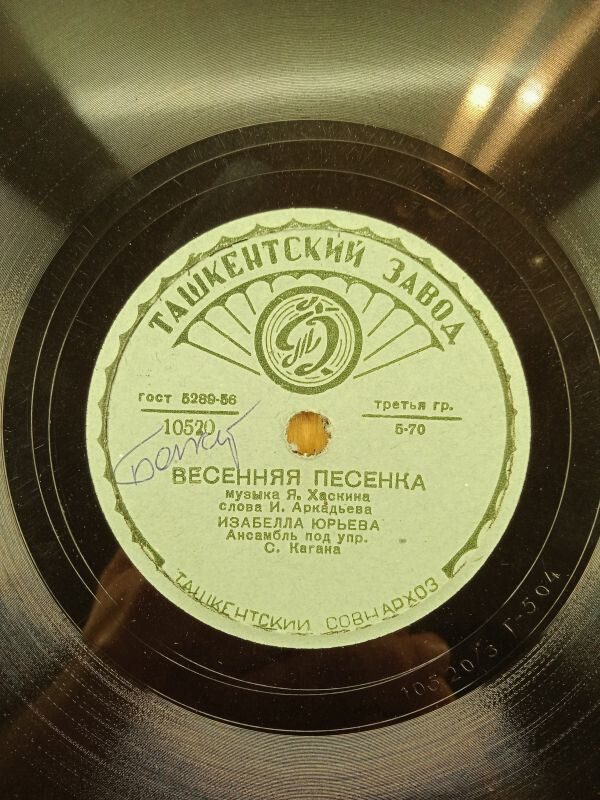 ТАШКЕНТСКИЙ ЗАВОД
ГОСТ 5289-56
третья гр.
10520
5-70
ВЕСЕННЯЯ ПЕСЕНКА
музыка Я. Хаскина
слова И. Аркадьева
ИЗАБЕЛЛА ЮРЬЕВА
Ансамбль под упр.
С. Кагана
ТАШКЕНТСКИЙ СОВНАРХОЗ
10520/3 Г-504